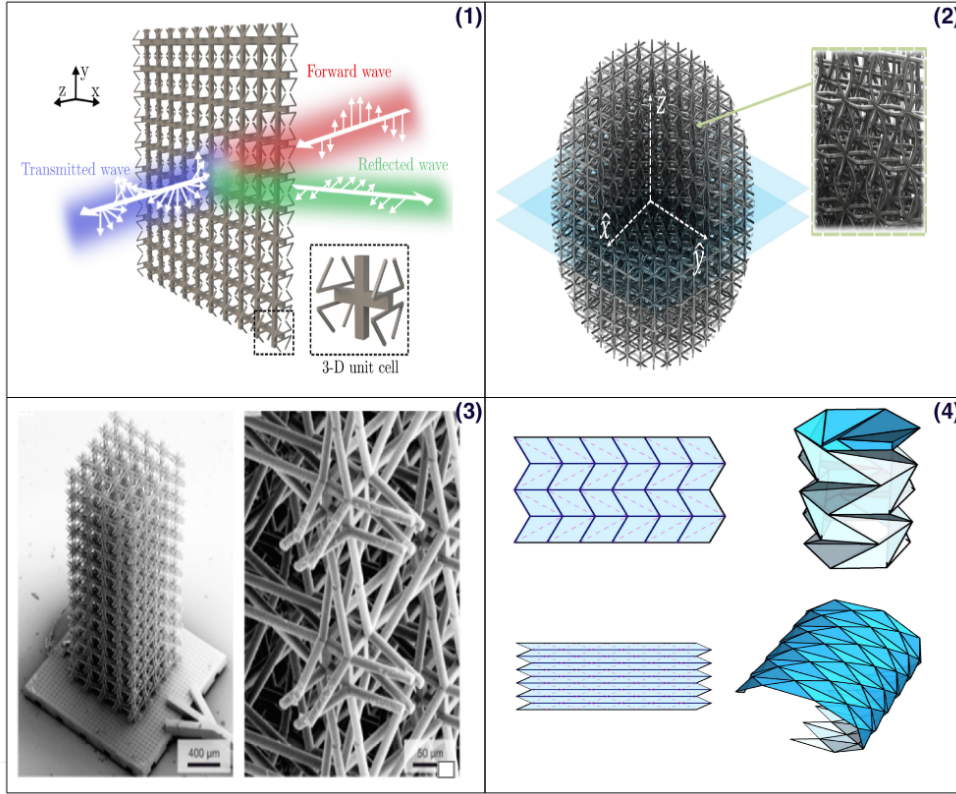 (1)
Forward wave
y
z
x
Transmitted wave
Reflected wave
3-D unit cell
(2)
ẑ
x̂
ŷ
(3)
400 µm
50 µm
(4)